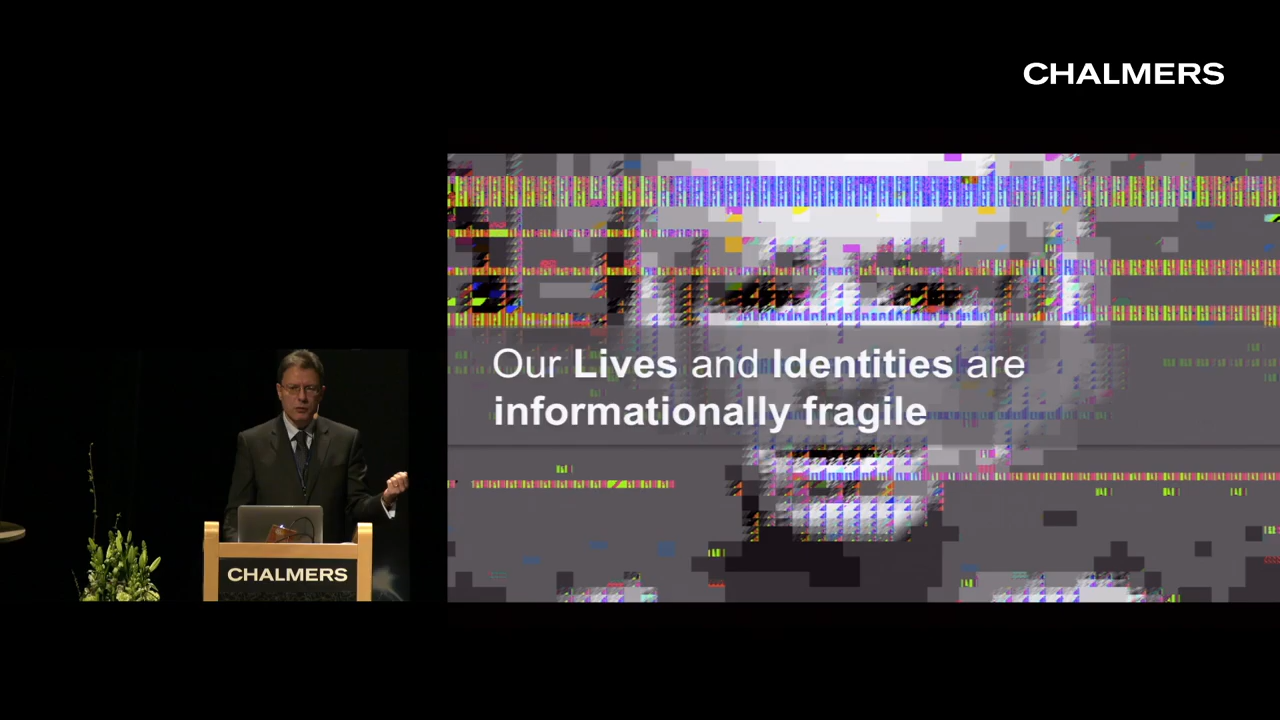 CHALMERS
Our Lives and Identities are
informationally fragile
CHALMERS